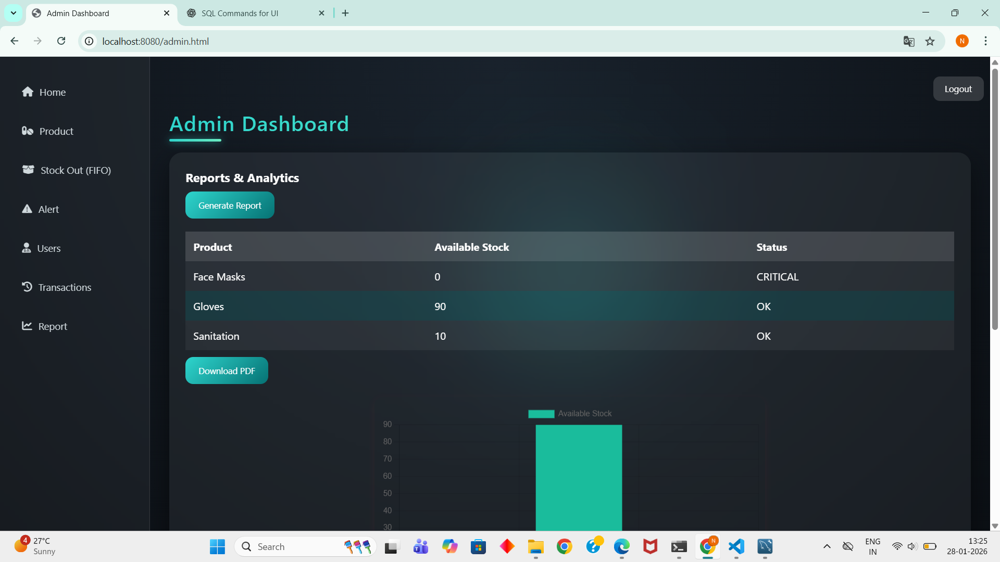 Admin Dashboard
SQL Commands for UI
localhost:8080/admin.html
N
Home
Product
Stock Out (FIFO)
Alert
Users
Transactions
Report
Logout
Admin Dashboard
Reports & Analytics
Generate Report
Product Available Stock Status
Face Masks 0 CRITICAL
Gloves 90 OK
Sanitation 10 OK
Download PDF
Available Stock
90
80
70
60
50
40
30
4
27°C
Sunny
Search
N
ENG
IN
13:25
28-01-2026